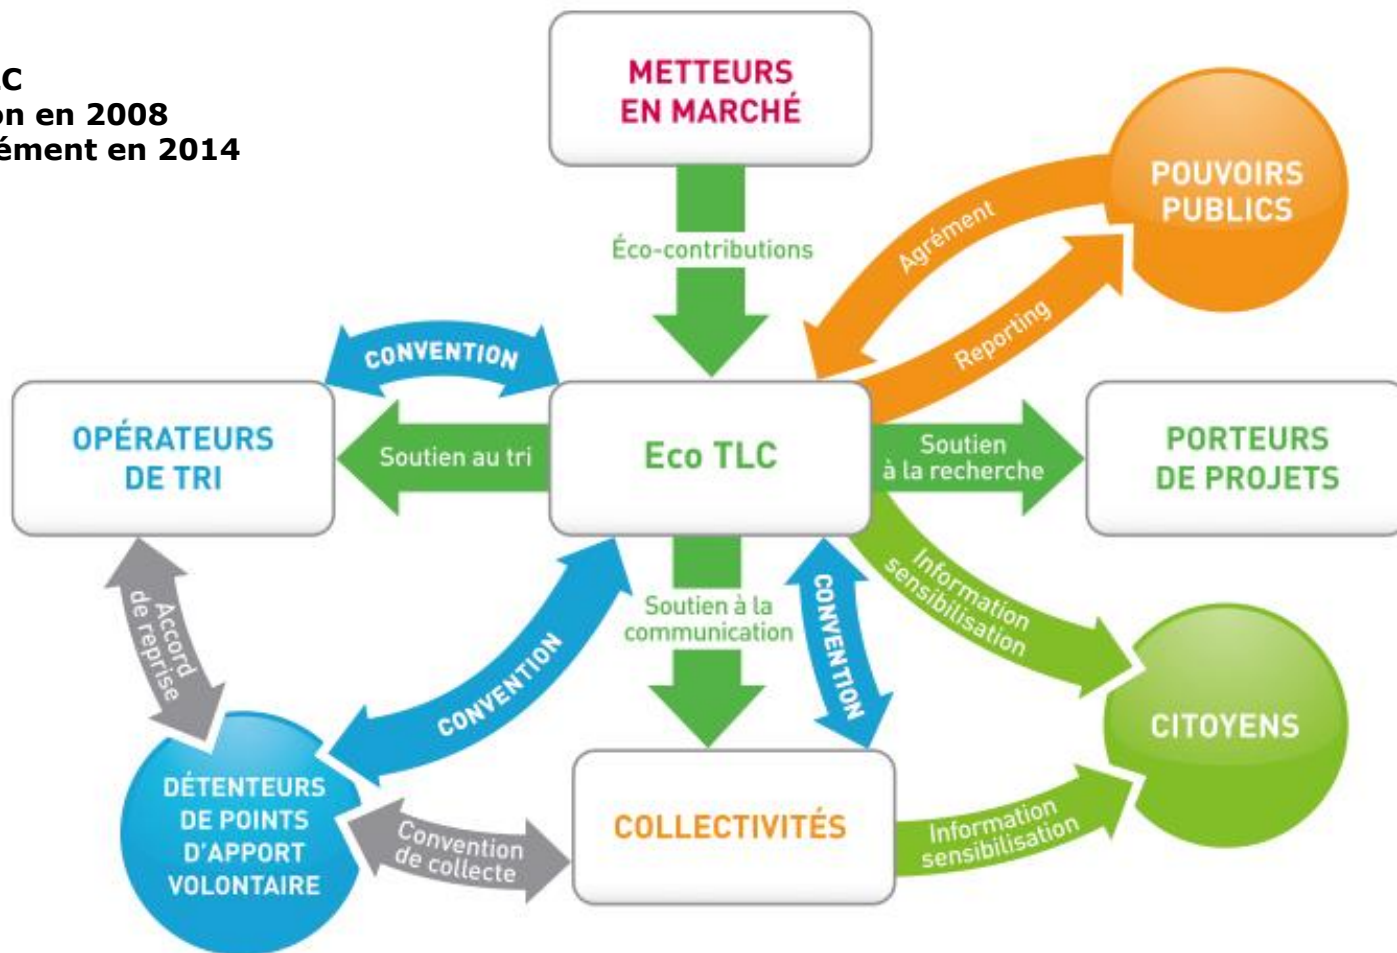 LC
on en 2008
ément en 2014
METTEURS
EN MARCHÉ
POUVOIRS
PUBLICS
Agrément
Éco-contributions
Reporting
CONVENTION
OPÉRATEURS
DE TRI
Soutien au tri
Eco TLC
Soutien
à la recherche
PORTEURS
DE PROJETS
Accord
de reprise
CONVENTION
Soutien à la
communication
CONVENTION
Information
sensibilisation
CITOYENS
DÉTENTEURS
DE POINTS
D'APPORT
VOLONTAIRE
Convention
de collecte
COLLECTIVITÉS
Information
sensibilisation